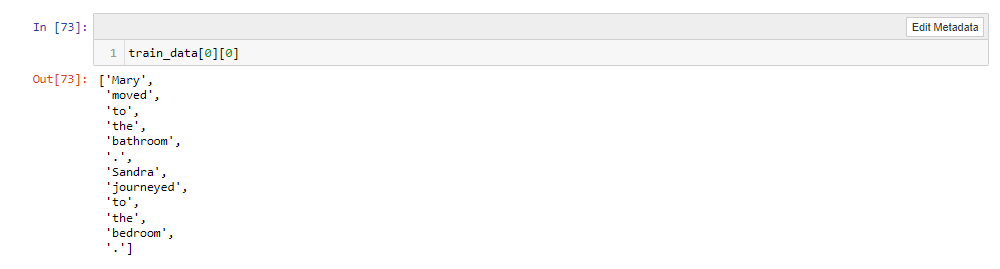 In [73]:
Edit Metadata
1 train_data[0][0]
Out[73]: ['Mary',
'moved',
'to',
'the',
'bathroom',
'.',
'Sandra',
'journeyed',
'to',
'the',
'bedroom',
'.']